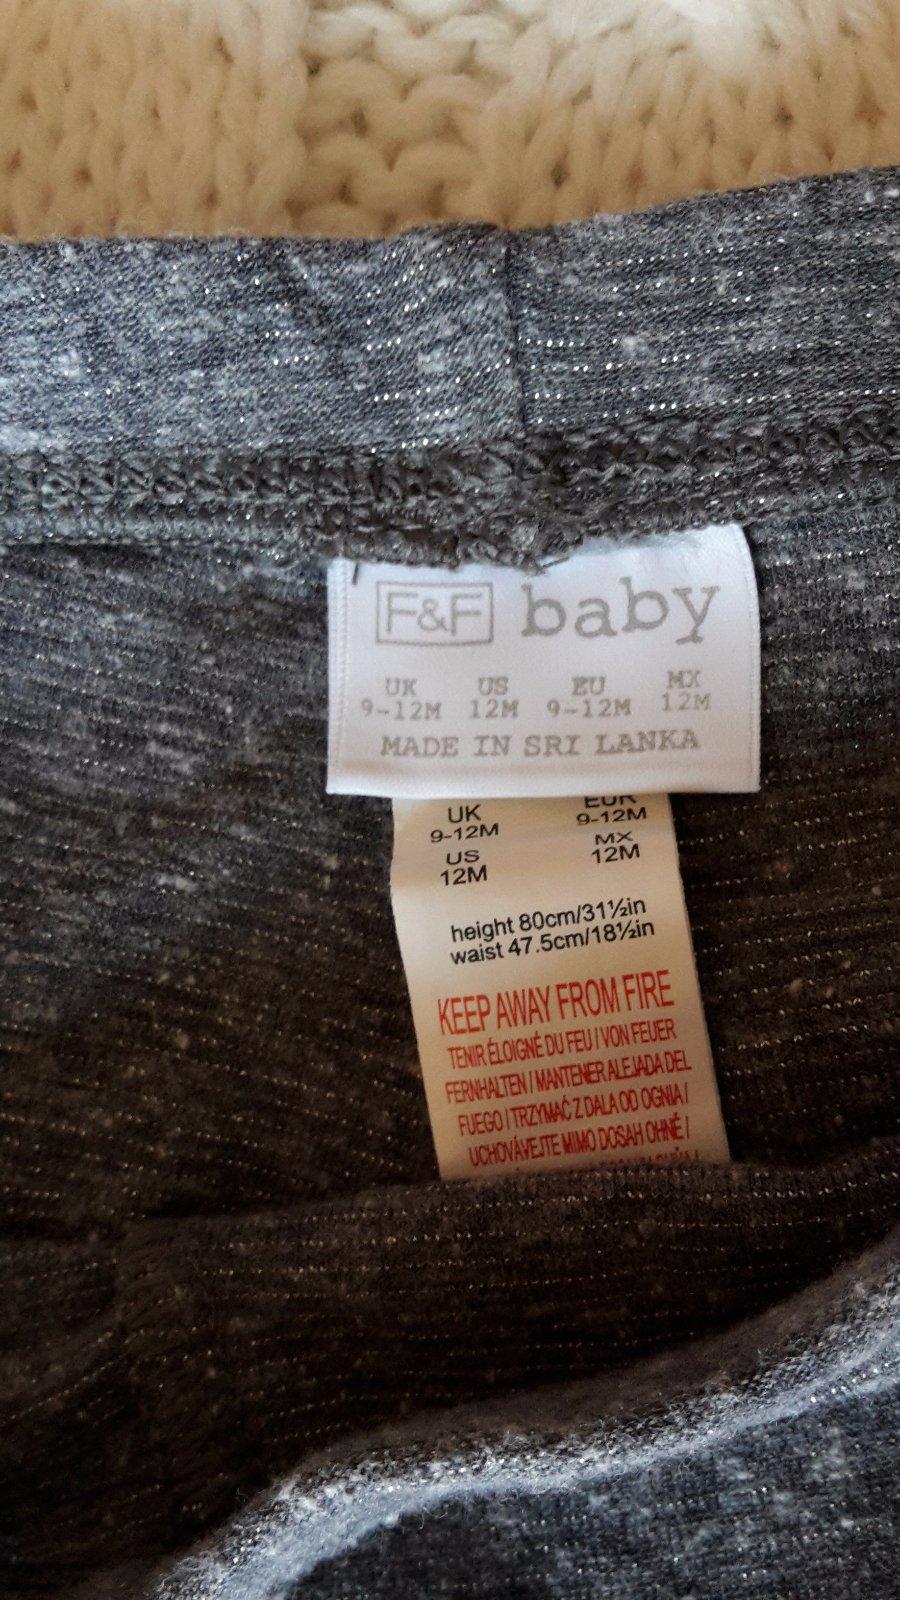 F&F baby
UK US EU MX
9-12M 12M 9-12M 12M
MADE IN SRI LANKA
UK EUR
9-12M 9-12M
US MX
12M 12M
height 80cm/31½in
waist 47.5cm/18½in
KEEP AWAY FROM FIRE
TENIR ÉLOIGNÉ DU FEU / VON FEUER
FERNHALTEN / MANTENER ALEJADA DEL
FUEGO / TRZYMAĆ Z DALA OD OGNIA /
UCHOVÁVEJTE MIMO DOSAH OHNĚ /